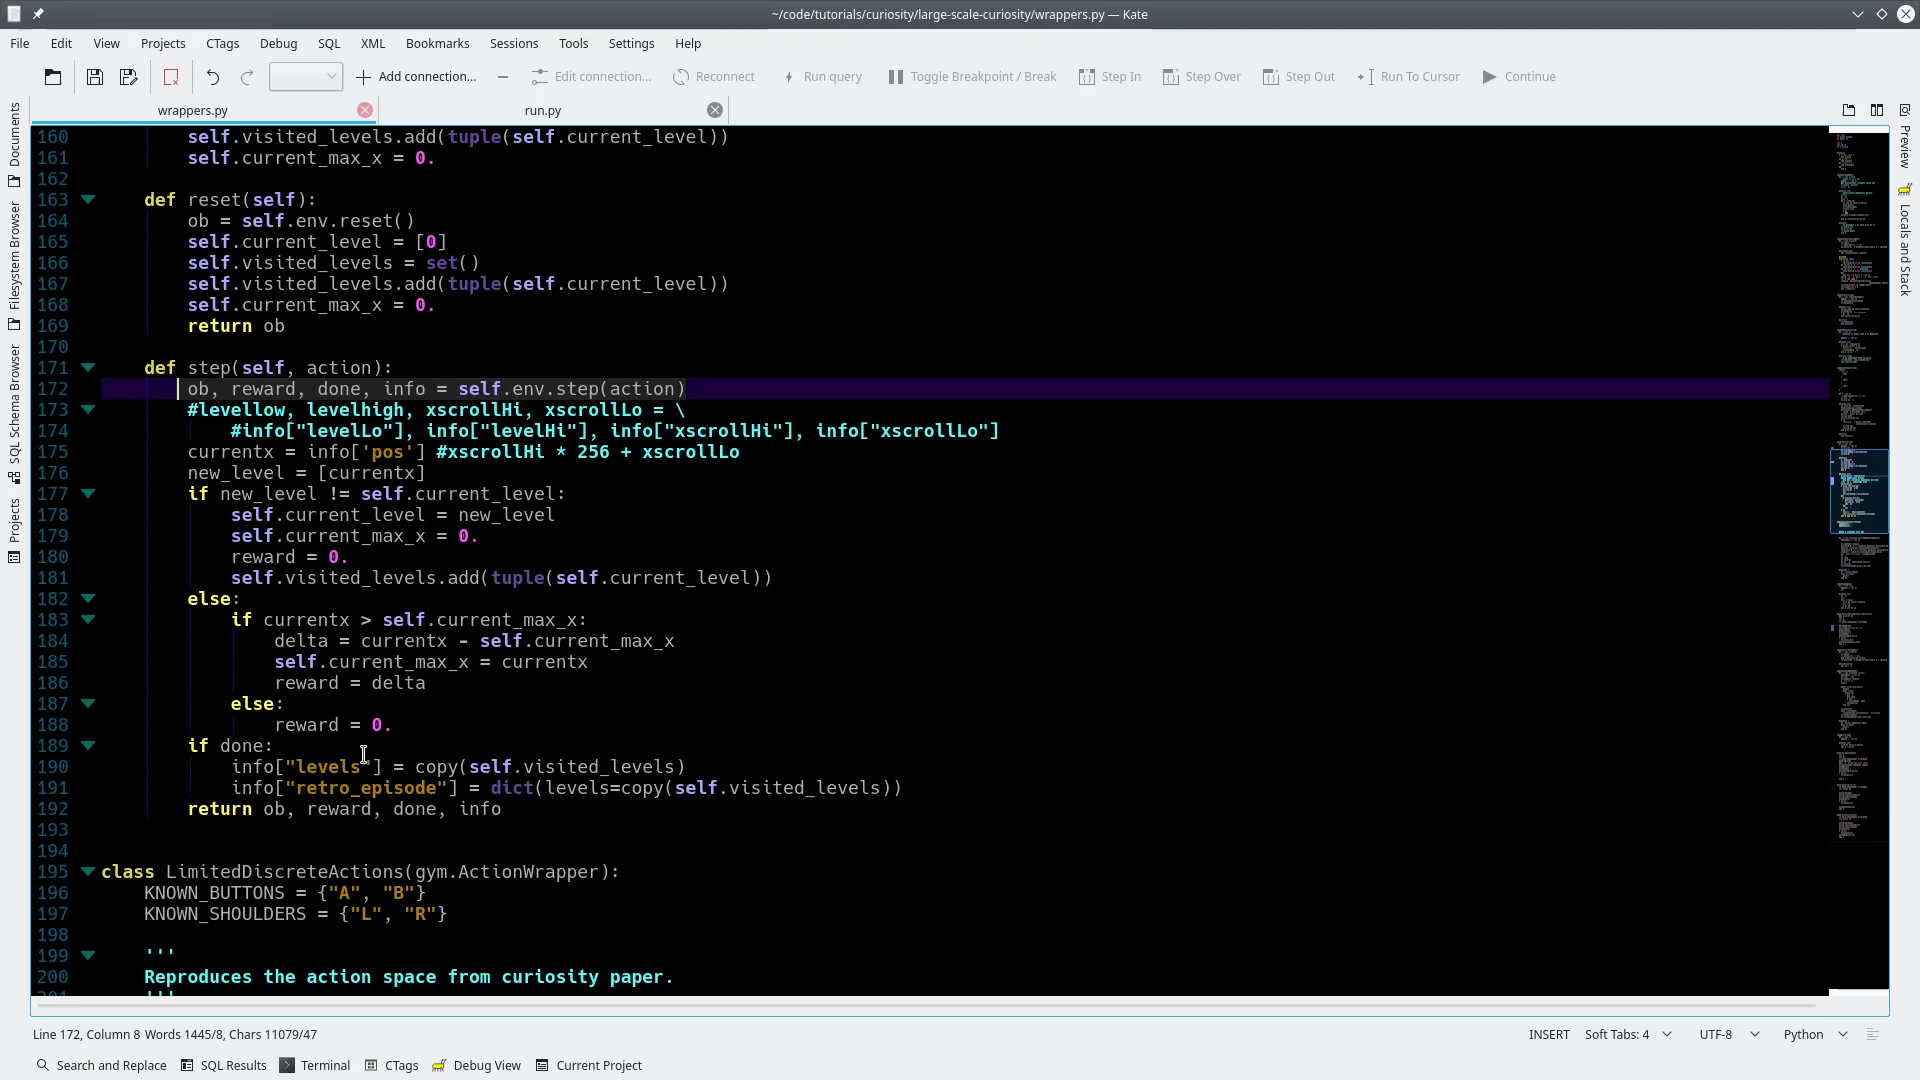 ~/code/tutorials/curiosity/large-scale-curiosity/wrappers.py — Kate
File Edit View Projects CTags Debug SQL XML Bookmarks Sessions Tools Settings Help
Add connection... Edit connection... Reconnect Run query Toggle Breakpoint / Break Step In Step Over Step Out Run To Cursor Continue
wrappers.py run.py
Documents
Filesystem Browser
SQL Schema Browser
Projects
160 self.visited_levels.add(tuple(self.current_level))
161 self.current_max_x = 0.
162
163 def reset(self):
164 ob = self.env.reset()
165 self.current_level = [0]
166 self.visited_levels = set()
167 self.visited_levels.add(tuple(self.current_level))
168 self.current_max_x = 0.
169 return ob
170
171 def step(self, action):
172 ob, reward, done, info = self.env.step(action)
173 #levellow, levelhigh, xscrollHi, xscrollLo = \
174 #info["levelLo"], info["levelHi"], info["xscrollHi"], info["xscrollLo"]
175 currentx = info['pos'] #xscrollHi * 256 + xscrollLo
176 new_level = [currentx]
177 if new_level != self.current_level:
178 self.current_level = new_level
179 self.current_max_x = 0.
180 reward = 0.
181 self.visited_levels.add(tuple(self.current_level))
182 else:
183 if currentx > self.current_max_x:
184 delta = currentx - self.current_max_x
185 self.current_max_x = currentx
186 reward = delta
187 else:
188 reward = 0.
189 if done:
190 info["levels"] = copy(self.visited_levels)
191 info["retro_episode"] = dict(levels=copy(self.visited_levels))
192 return ob, reward, done, info
193
194
195 class LimitedDiscreteActions(gym.ActionWrapper):
196 KNOWN_BUTTONS = {"A", "B"}
197 KNOWN_SHOULDERS = {"L", "R"}
198
199 '''
200 Reproduces the action space from curiosity paper.
201 '''
Preview
Locals and Stack
Line 172, Column 8 Words 1445/8, Chars 11079/47 INSERT Soft Tabs: 4 UTF-8 Python
Search and Replace SQL Results Terminal CTags Debug View Current Project